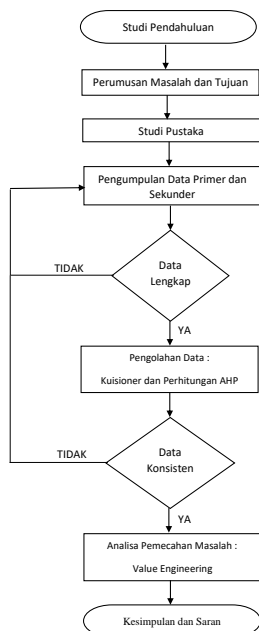 Studi Pendahuluan
Perumusan Masalah dan Tujuan
Studi Pustaka
Pengumpulan Data Primer dan
Sekunder
Data
Lengkap
TIDAK
YA
Pengolahan Data :
Kuisioner dan Perhitungan AHP
Data
Konsisten
TIDAK
YA
Analisa Pemecahan Masalah :
Value Engineering
Kesimpulan dan Saran